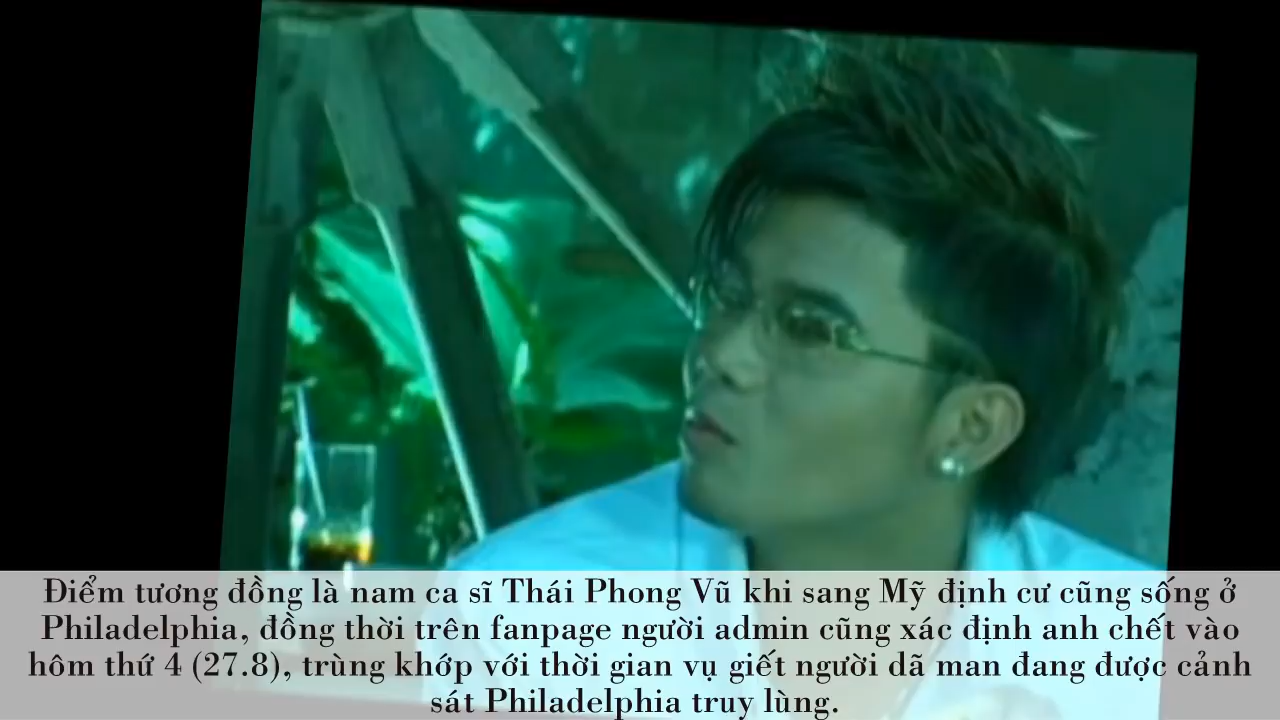 Điểm tương đồng là nam ca sĩ Thái Phong Vũ khi sang Mỹ định cư cũng sống ở
Philadelphia, đồng thời trên fanpage người admin cũng xác định anh chết vào
hôm thứ 4 (27.8), trùng khớp với thời gian vụ giết người dã man đang được cảnh
sát Philadelphia truy lùng.